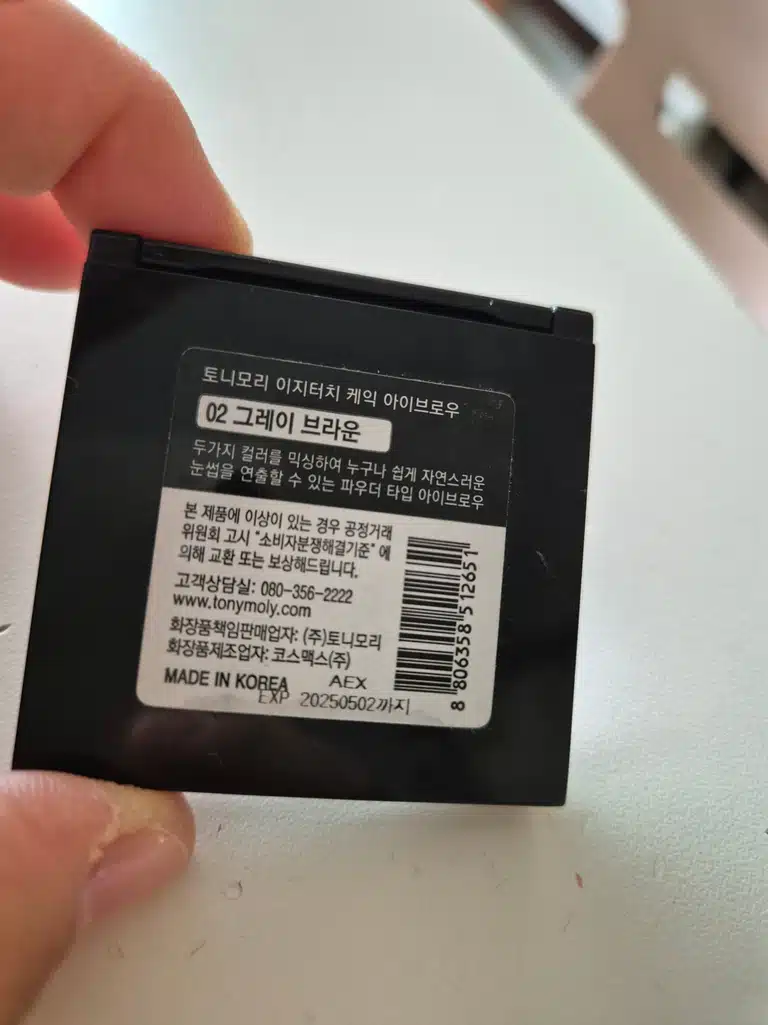 토니모리 이지터치 케익 아이브로우
02 그레이 브라운
두가지 컬러를 믹싱하여 누구나 쉽게 자연스러운
눈썹을 연출할 수 있는 파우더 타입 아이브로우
본 제품에 이상이 있는 경우 공정거래
위원회 고시 "소비자분쟁해결기준" 에
의해 교환 또는 보상해드립니다.
고객상담실: 080-356-2222
www.tonymoly.com
화장품책임판매업자: (주)토니모리
화장품제조업자: 코스맥스(주)
MADE IN KOREA AEX
EXP 20250502까지
8 806358 512651